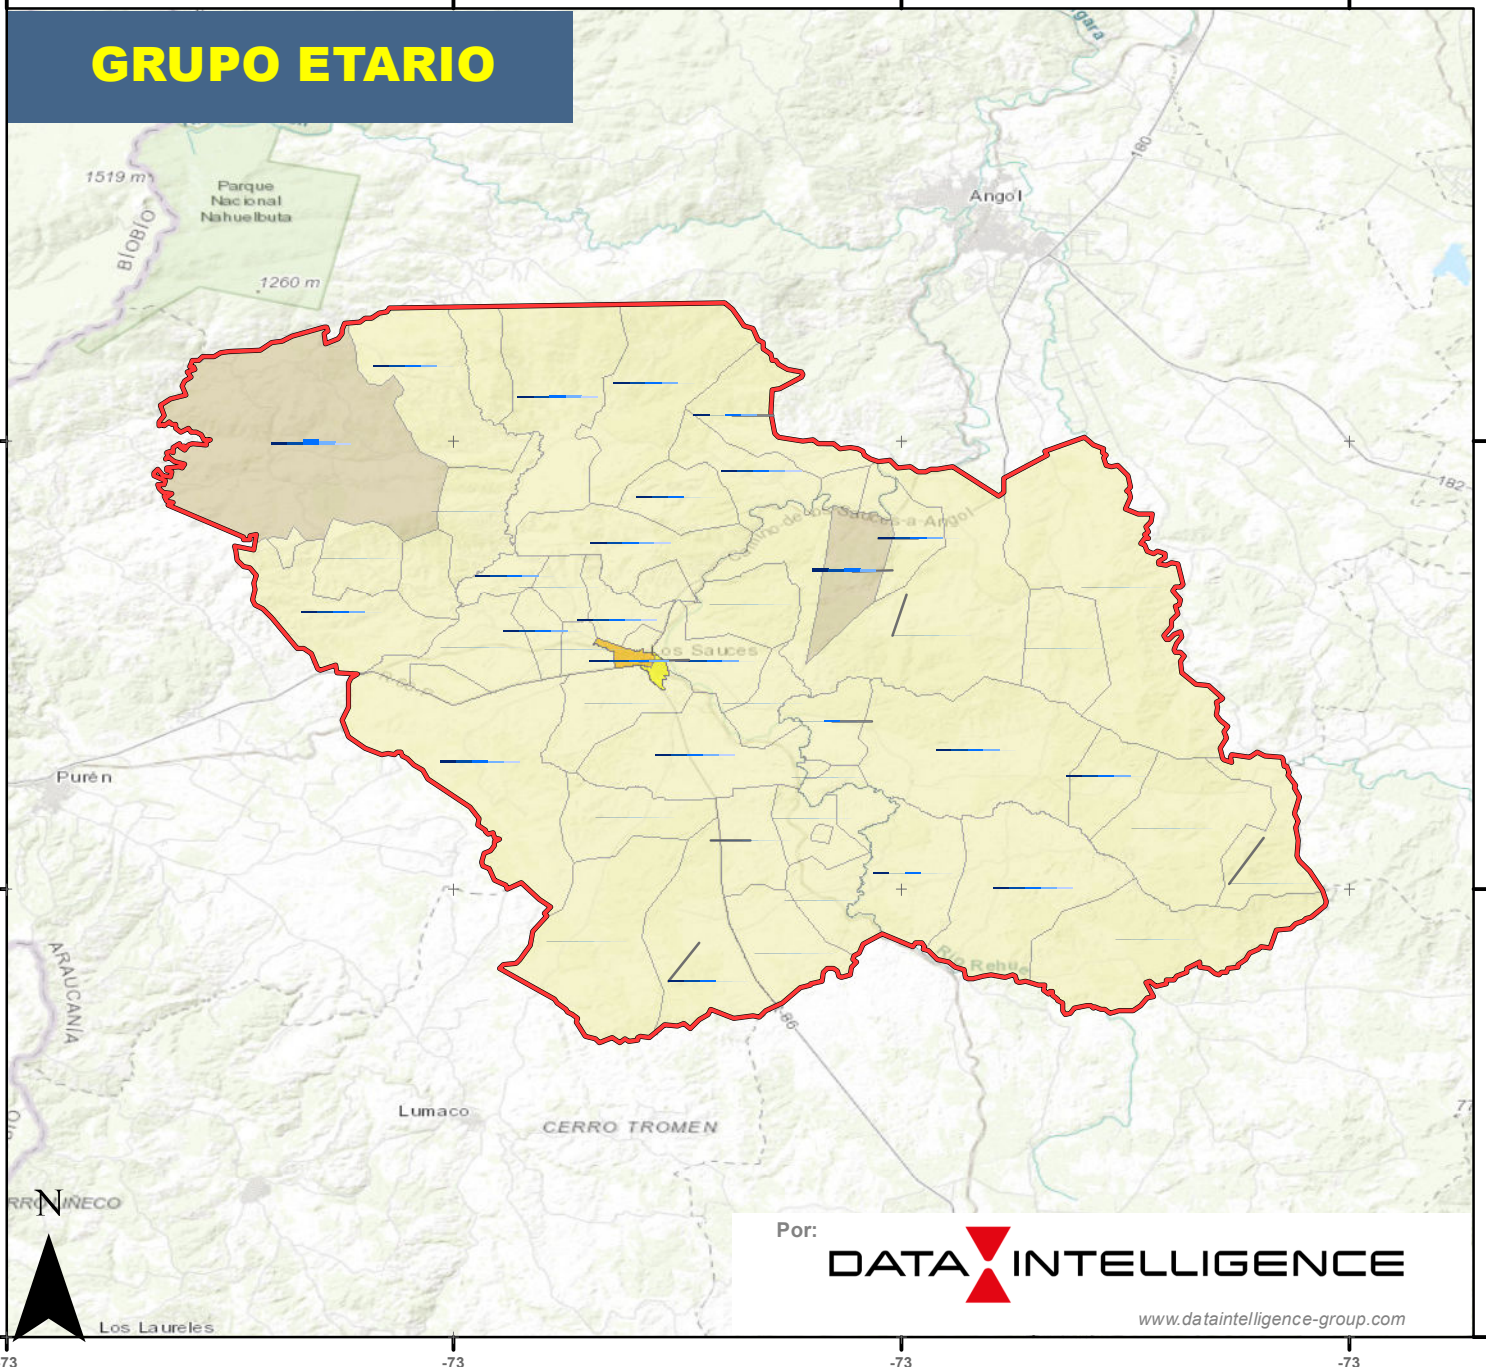 GRUPO ETARIO
1519 m
Parque
Nacional
Nahuelbuta
BÍOBÍO
1260 m
Angol
180
182
Camino-de-los Sauces-a-Angol
Los Sauces
Purén
Río Rehue
86
ARAUCANÍA
Lumaco
CERRO TROMEN
77
N
Los Laureles
Por:
DATA INTELLIGENCE
www.dataintelligence-group.com
-73
-73
-73
-73